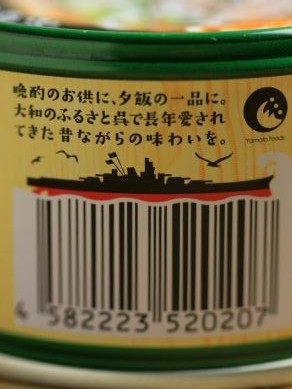 晩酌のお供に、夕飯の一品に。
大和のふるさと呉で長年愛され
てきた昔ながらの味わいを。
Yamato Foods
4 582223 520207